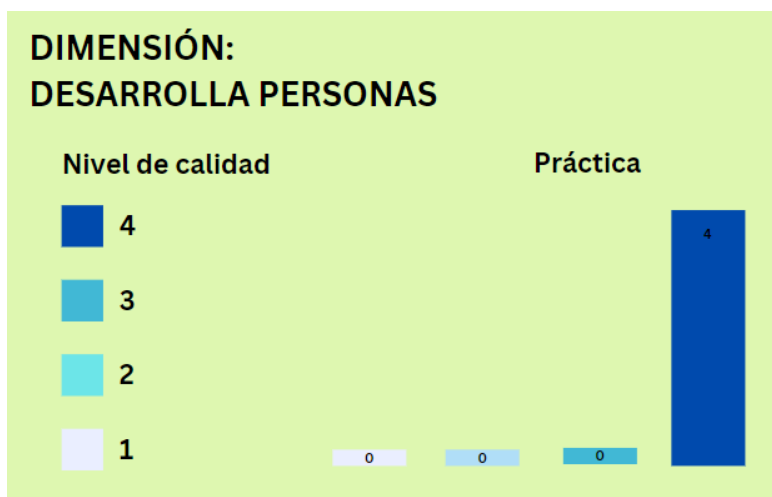 DIMENSIÓN:
DESARROLLA PERSONAS
Nivel de calidad
Práctica
4
3
2
1
4
0
0
0